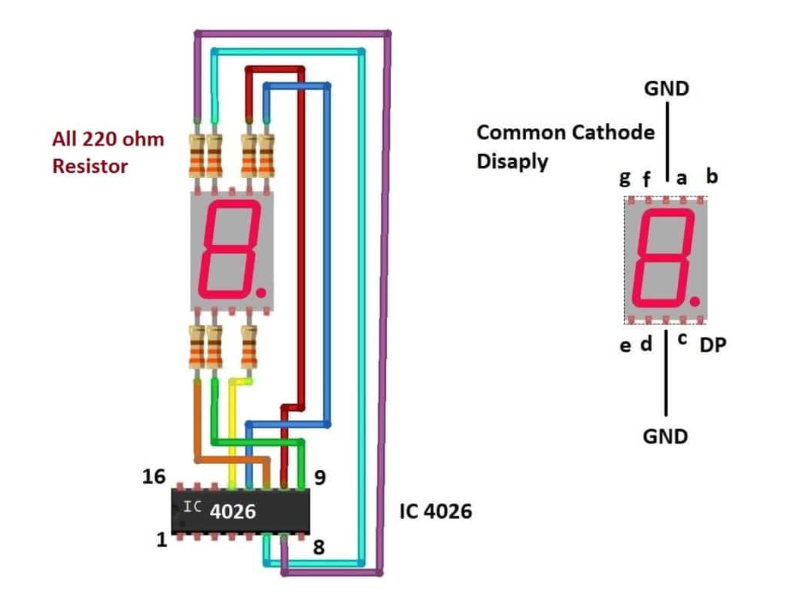 GND
All 220 ohm
Resistor
Common Cathode
Disaply
g f a b
e d c DP
GND
16
9
IC 4026
IC 4026
1
8